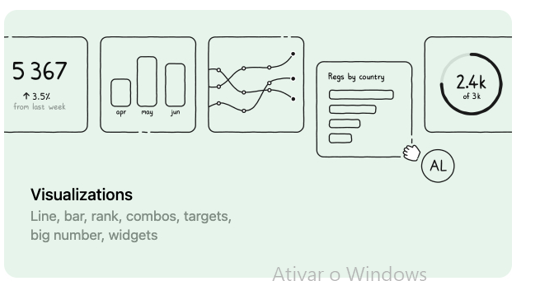 5 367
↑ 3.5%
from last week
apr may jun
Regs by country
2.4k
of 3k
AL
Visualizations
Line, bar, rank, combos, targets,
big number, widgets
Ativar o Windows